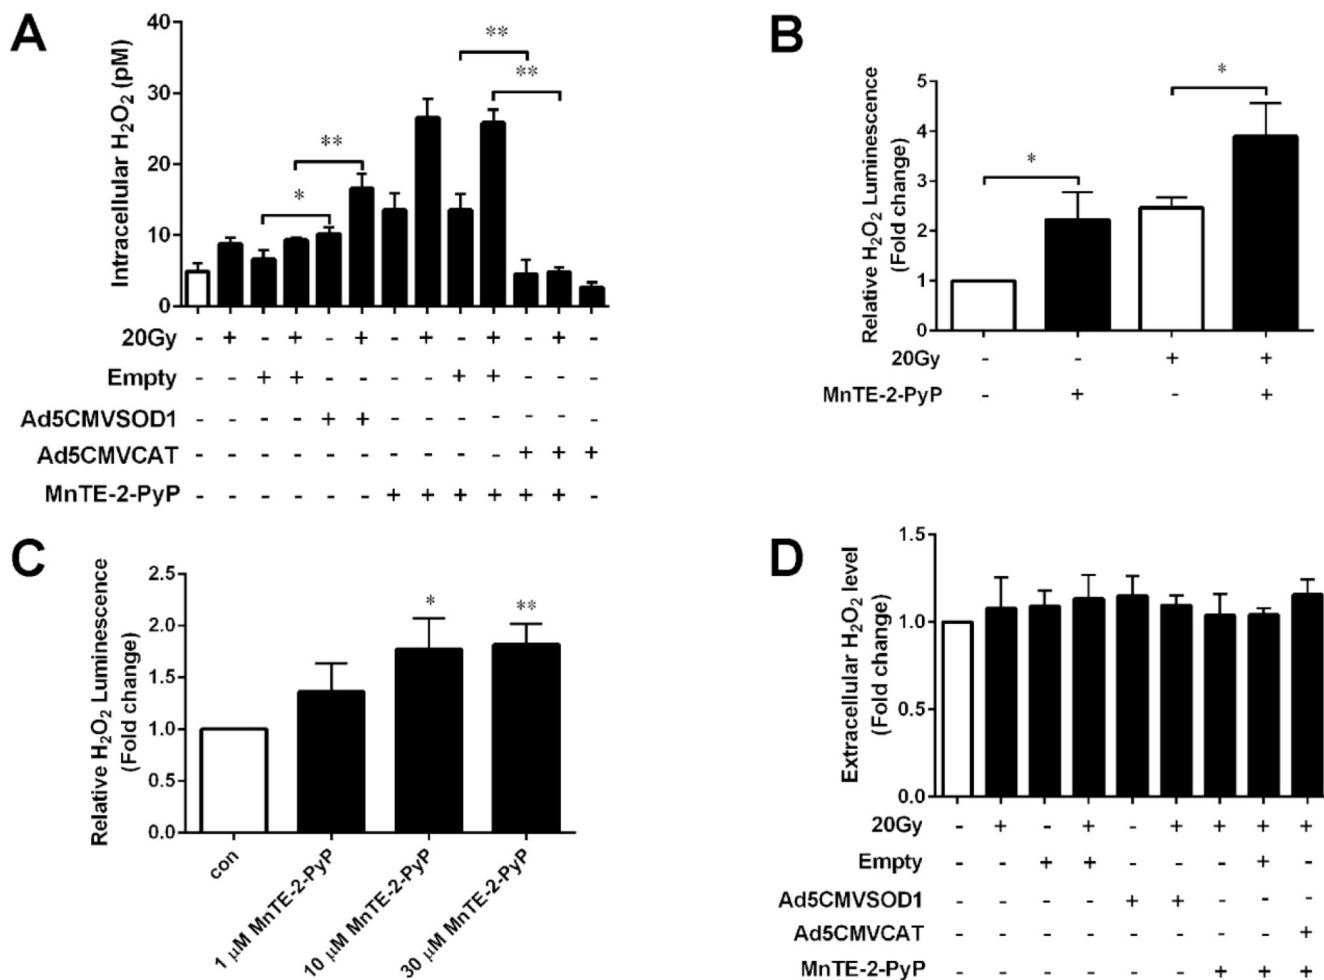 A
Intracellular H₂O₂ (pM)
40
30
20
10
0
**
**
**
*
20Gy - + - + - + - + - + - + -
Empty - - + + - - - - + + - - -
Ad5CMVSOD1 - - - - + + - - - - - - -
Ad5CMVCAT - - - - - - - - - - + + +
MnTE-2-PyP - - - - - - + + + + + + -
B
Relative H₂O₂ Luminescence
(Fold change)
5
4
3
2
1
0
*
*
20Gy - - + +
MnTE-2-PyP - + - +
C
Relative H₂O₂ Luminescence
(Fold change)
2.5
2.0
1.5
1.0
0.5
0.0
*
**
con
1 μM MnTE-2-PyP
10 μM MnTE-2-PyP
30 μM MnTE-2-PyP
D
Extracellular H₂O₂ level
(Fold change)
1.5
1.0
0.5
0.0
20Gy - + - + - + + + +
Empty - - + + - - - + -
Ad5CMVSOD1 - - - - + + - - -
Ad5CMVCAT - - - - - - - - +
MnTE-2-PyP - - - - - - + + +